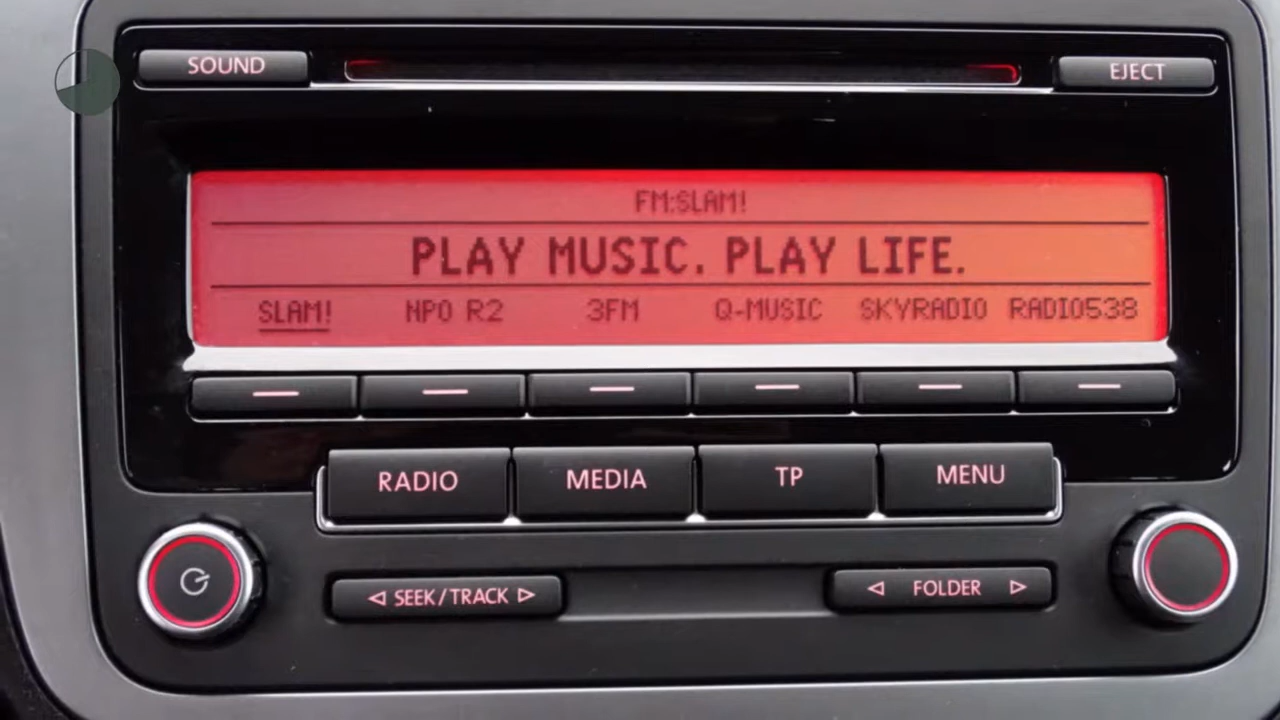 SOUND
EJECT
FM:SLAM!
PLAY MUSIC. PLAY LIFE.
SLAM! NPO R2 3FM Q-MUSIC SKYRADIO RADIO538
RADIO MEDIA TP MENU
SEEK/TRACK
FOLDER